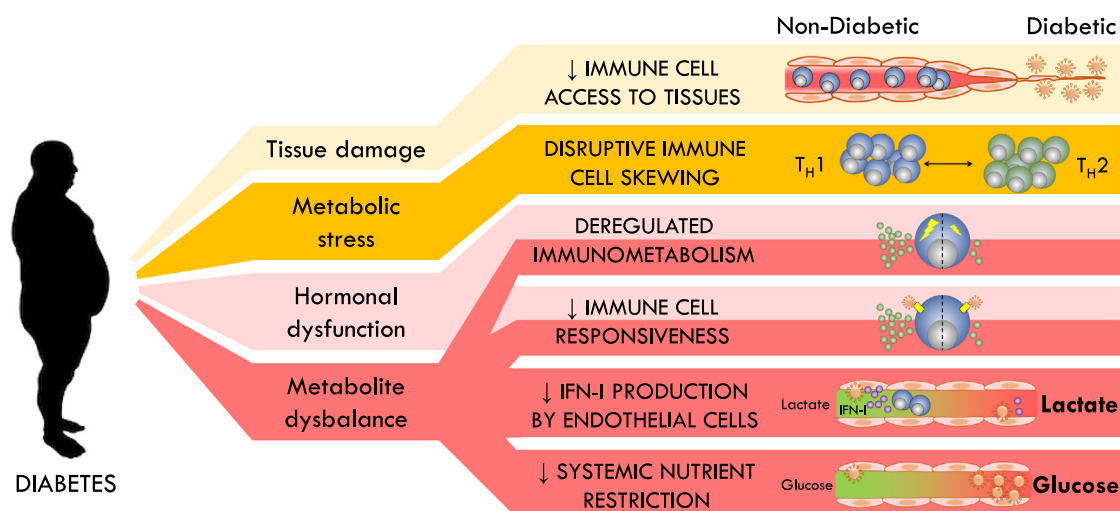 Non-Diabetic
Diabetic
↓ IMMUNE CELL
ACCESS TO TISSUES
Tissue damage
DISRUPTIVE IMMUNE
CELL SKEWING
TH1
TH2
Metabolic
stress
DEREGULATED
IMMUNOMETABOLISM
Hormonal
dysfunction
↓ IMMUNE CELL
RESPONSIVENESS
Metabolite
dysbalance
↓ IFN-I PRODUCTION
BY ENDOTHELIAL CELLS
Lactate
IFN-I
Lactate
↓ SYSTEMIC NUTRIENT
RESTRICTION
Glucose
Glucose
DIABETES